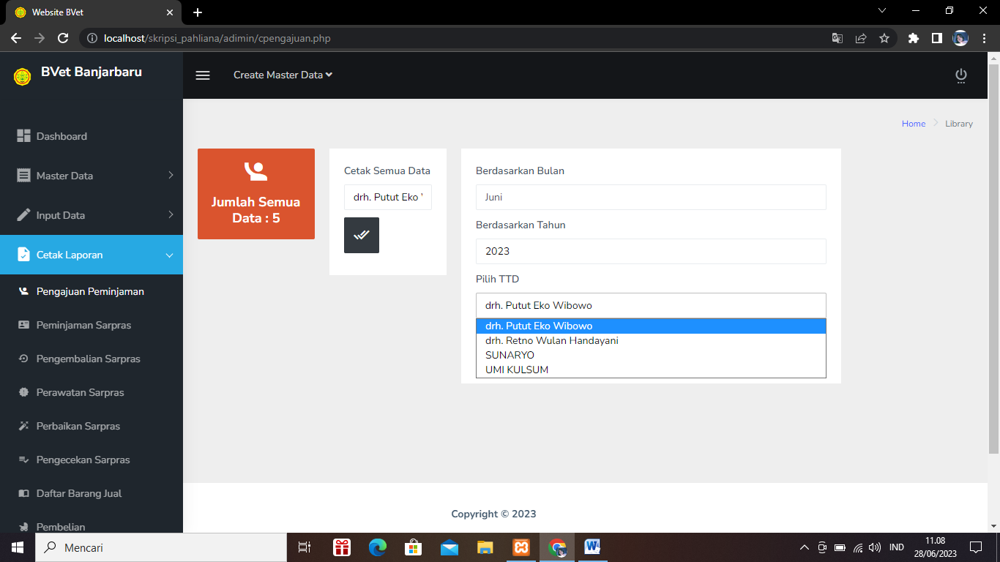 Website BVet
localhost/skripsi_pahliana/adimin/cpengajuan.php
BVet Banjarbaru
Create Master Data
Home
Library
Dashboard
Master Data
Input Data
Cetak Laporan
Pengajuan Peminjaman
Peminjaman Sarpras
Pengembalian Sarpras
Perawatan Sarpras
Perbaikan Sarpras
Pengecekan Sarpras
Daftar Barang Jual
Pembelian
Jumlah Semua
Data : 5
Cetak Semua Data
drh. Putut Eko
Berdasarkan Bulan
Juni
Berdasarkan Tahun
2023
Pilih TTD
drh. Putut Eko Wibowo
drh. Putut Eko Wibowo
drh. Retno Wulan Handayani
SUNARYO
UMI KULSUM
Copyright © 2023
Mencari
IND
11.08
28/06/2023